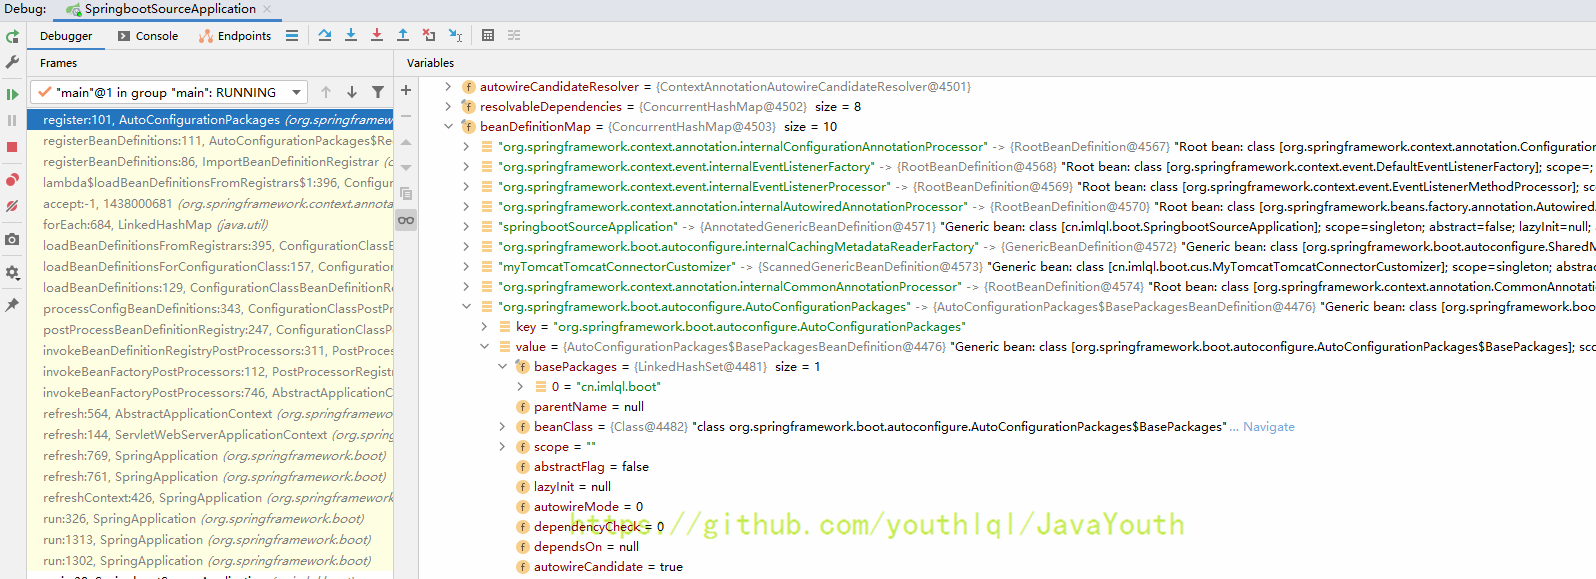 Debug: SpringbootSourceApplication
Debugger Console Endpoints
Frames
"main"@1 in group "main": RUNNING
register:101, AutoConfigurationPackages (org.springframew
registerBeanDefinitions:111, AutoConfigurationPackages$Re
registerBeanDefinitions:86, ImportBeanDefinitionRegistrar (o
lambda$loadBeanDefinitionsFromRegistrars$1:396, Configur
accept:-1, 1438000681 (org.springframework.context.annota
forEach:684, LinkedHashMap (java.util)
loadBeanDefinitionsFromRegistrars:395, ConfigurationClassE
loadBeanDefinitionsForConfigurationClass:157, Configuratio
loadBeanDefinitions:129, ConfigurationClassBeanDefinitionR
processConfigBeanDefinitions:343, ConfigurationClassPostPr
postProcessBeanDefinitionRegistry:247, ConfigurationClassP
invokeBeanDefinitionRegistryPostProcessors:311, PostProces
invokeBeanFactoryPostProcessors:112, PostProcessorRegistr
invokeBeanFactoryPostProcessors:746, AbstractApplicationC
refresh:564, AbstractApplicationContext (org.springframewo
refresh:144, ServletWebServerApplicationContext (org.spring
refresh:769, SpringApplication (org.springframework.boot)
refresh:761, SpringApplication (org.springframework.boot)
refreshContext:426, SpringApplication (org.springframework.
run:326, SpringApplication (org.springframework.boot)
run:1313, SpringApplication (org.springframework.boot)
run:1302, SpringApplication (org.springframework.boot)
Variables
autowireCandidateResolver = {ContextAnnotationAutowireCandidateResolver@4501}
resolvableDependencies = {ConcurrentHashMap@4502} size = 8
beanDefinitionMap = {ConcurrentHashMap@4503} size = 10
"org.springframework.context.annotation.internalConfigurationAnnotationProcessor" -> {RootBeanDefinition@4567} "Root bean: class [org.springframework.context.annotation.Configuration
"org.springframework.context.event.internalEventListenerFactory" -> {RootBeanDefinition@4568} "Root bean: class [org.springframework.context.event.DefaultEventListenerFactory]; scope=;
"org.springframework.context.event.internalEventListenerProcessor" -> {RootBeanDefinition@4569} "Root bean: class [org.springframework.context.event.EventListenerMethodProcessor]; sc
"org.springframework.context.annotation.internalAutowiredAnnotationProcessor" -> {RootBeanDefinition@4570} "Root bean: class [org.springframework.beans.factory.annotation.Autowired
"springbootSourceApplication" -> {AnnotatedGenericBeanDefinition@4571} "Generic bean: class [cn.imlql.boot.SpringbootSourceApplication]; scope=singleton; abstract=false; lazyInit=null; a
"org.springframework.boot.autoconfigure.internalCachingMetadataReaderFactory" -> {GenericBeanDefinition@4572} "Generic bean: class [org.springframework.boot.autoconfigure.SharedM
"myTomcatTomcatConnectorCustomizer" -> {ScannedGenericBeanDefinition@4573} "Generic bean: class [cn.imlql.boot.cus.MyTomcatTomcatConnectorCustomizer]; scope=singleton; abstrac
"org.springframework.context.annotation.internalCommonAnnotationProcessor" -> {RootBeanDefinition@4574} "Root bean: class [org.springframework.context.annotation.CommonAnnotatio
"org.springframework.boot.autoconfigure.AutoConfigurationPackages" -> {AutoConfigurationPackages$BasePackagesBeanDefinition@4476} "Generic bean: class [org.springframework.boo
key = "org.springframework.boot.autoconfigure.AutoConfigurationPackages"
value = {AutoConfigurationPackages$BasePackagesBeanDefinition@4476} "Generic bean: class [org.springframework.boot.autoconfigure.AutoConfigurationPackages$BasePackages]; sco
basePackages = {LinkedHashSet@4481} size = 1
0 = "cn.imlql.boot"
parentName = null
beanClass = {Class@4482} "class org.springframework.boot.autoconfigure.AutoConfigurationPackages$BasePackages" ... Navigate
scope = ""
abstractFlag = false
lazyInit = null
autowireMode = 0
dependencyCheck = 0
https://github.com/youthlql/JavaYouth
dependsOn = null
autowireCandidate = true